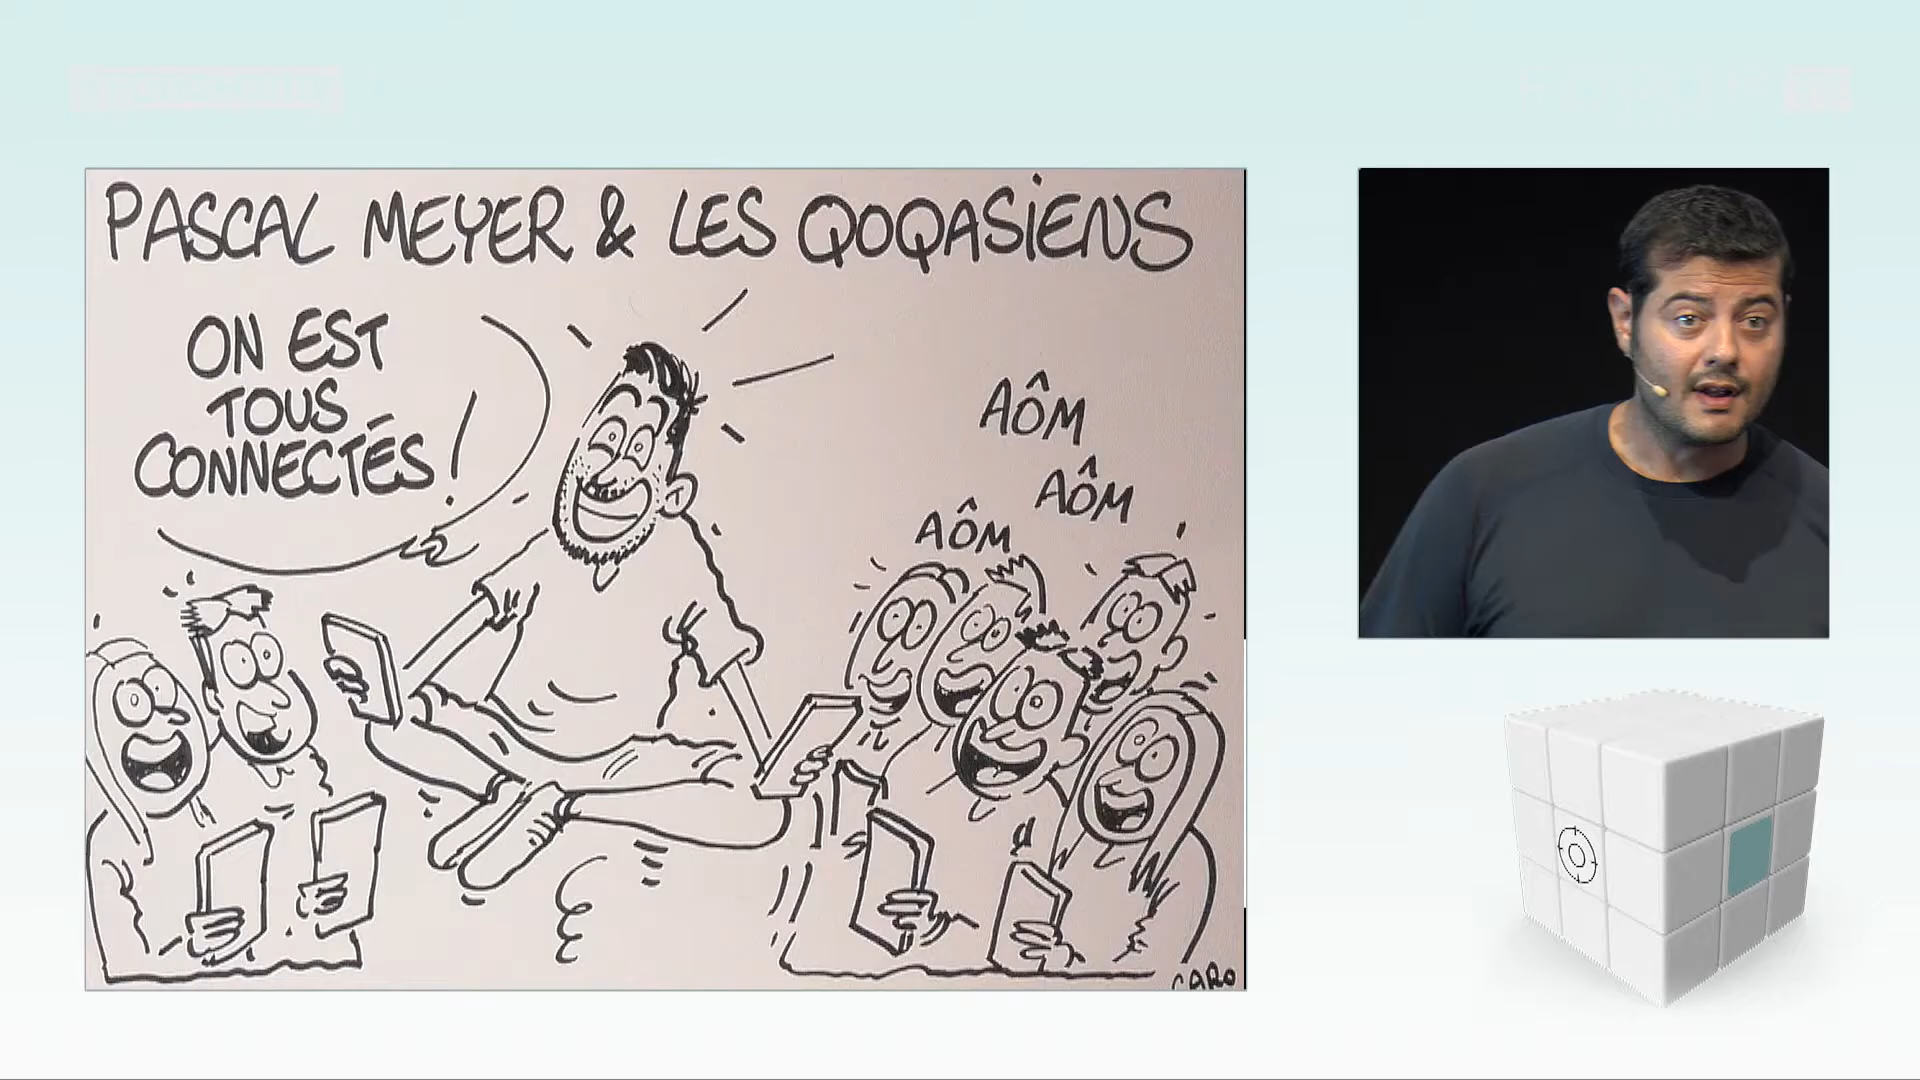 PASCAL MEYER & LES QOQASiENS
ON EST
TOUS
CONNECTÉS !
AÔM
AÔM
AÔM
CARO